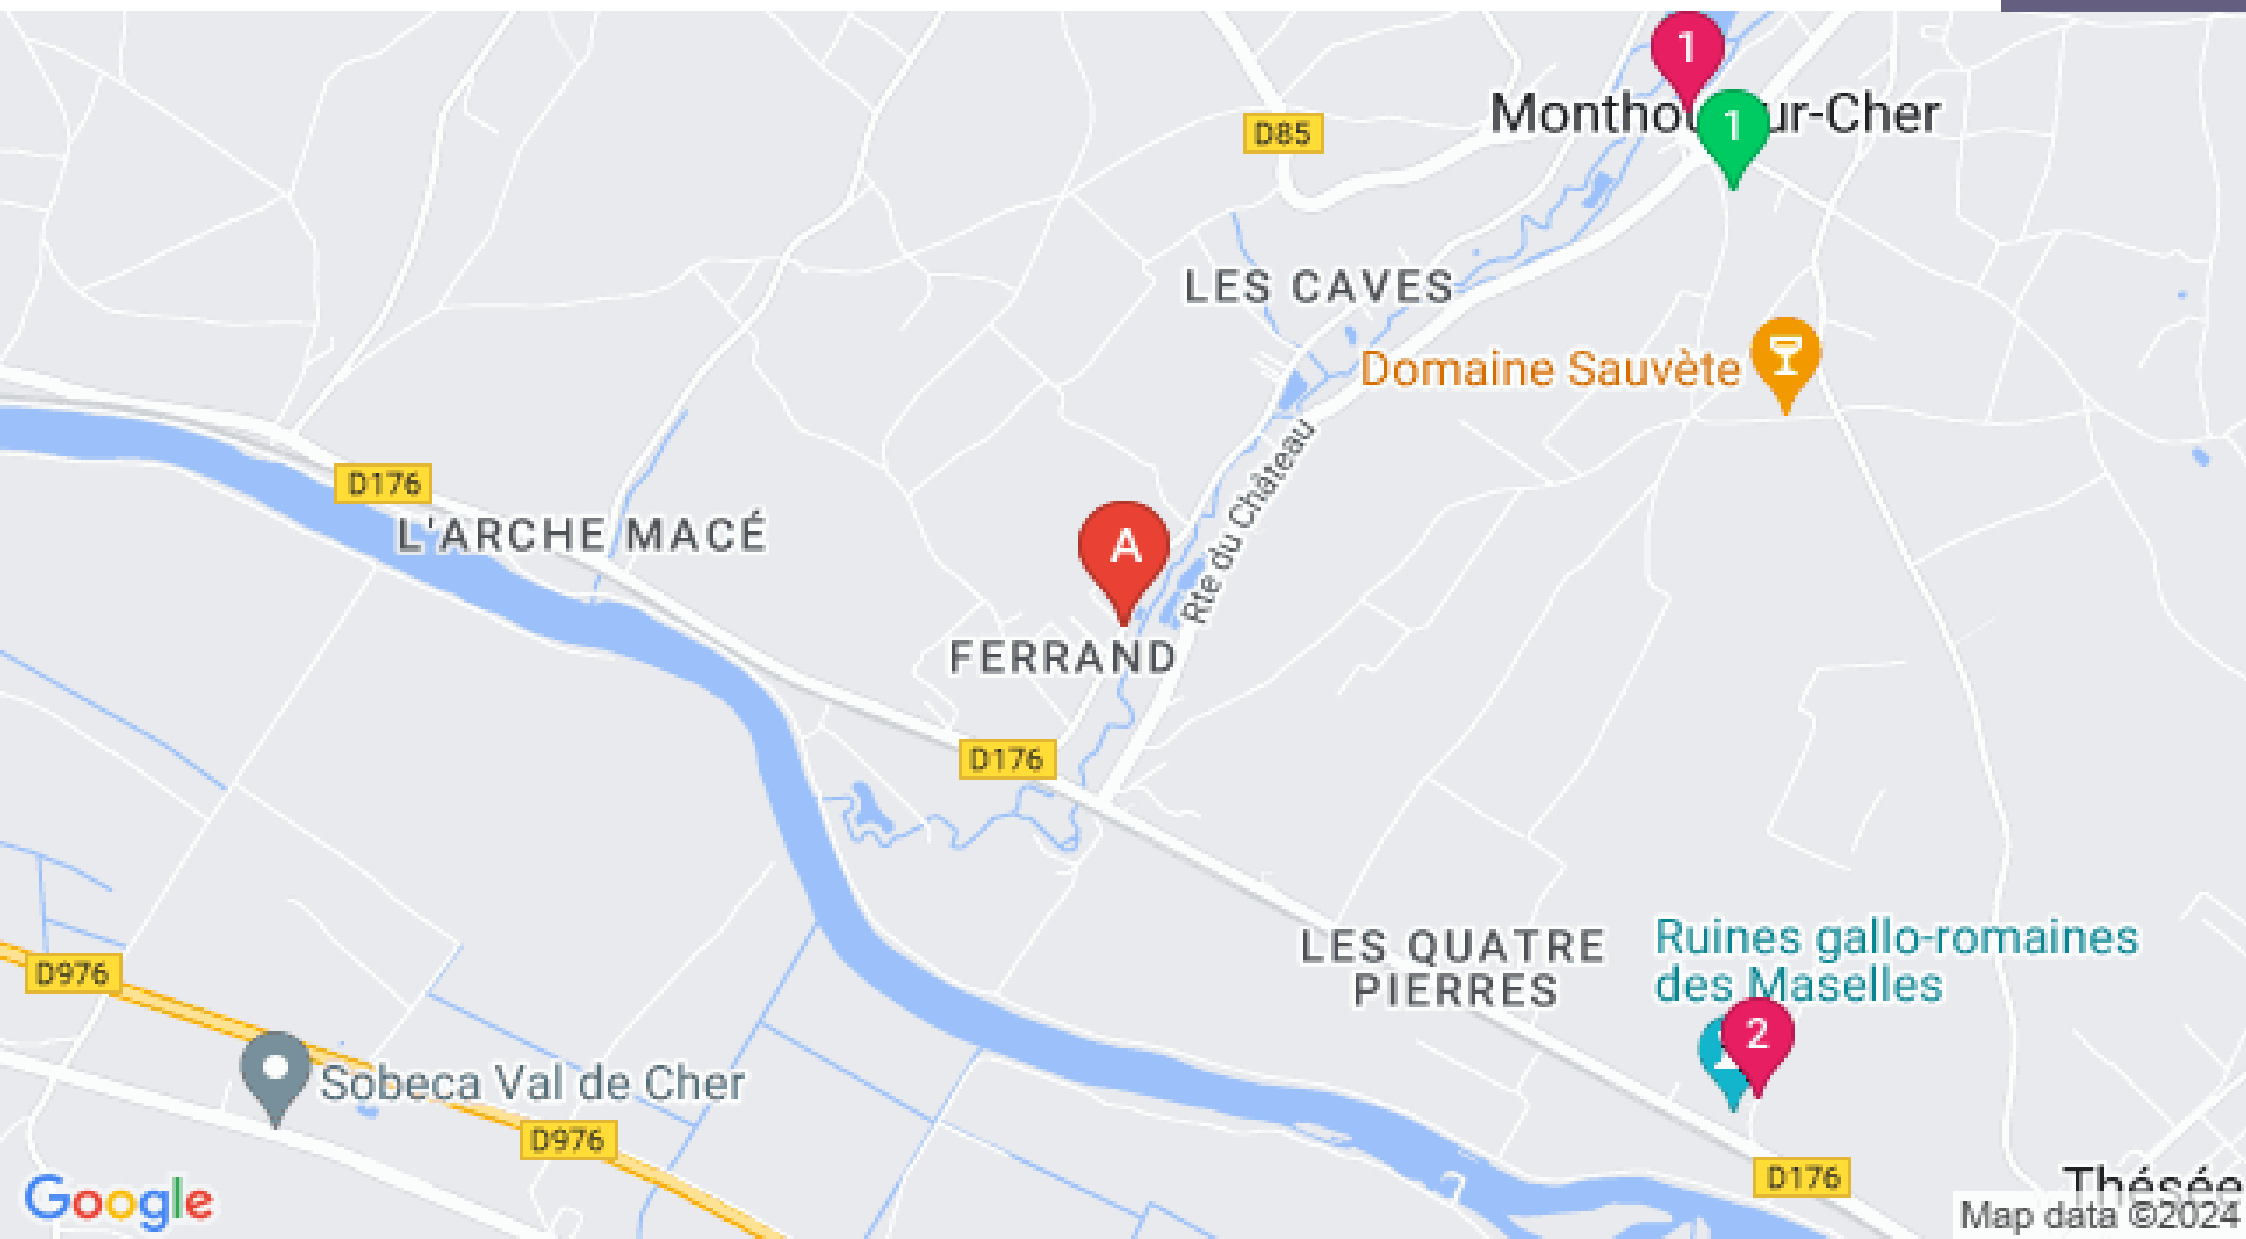 1
Montho
ur-Cher
1
D85
LES CAVES
Domaine Sauvète
D176
L'ARCHE MACÉ
A
Rte du Château
FERRAND
D176
LES QUATRE
PIERRES
Ruines gallo-romaines
des Maselles
2
D976
Sobeca Val de Cher
D976
D176
Thésée
Google
Map data ©2024